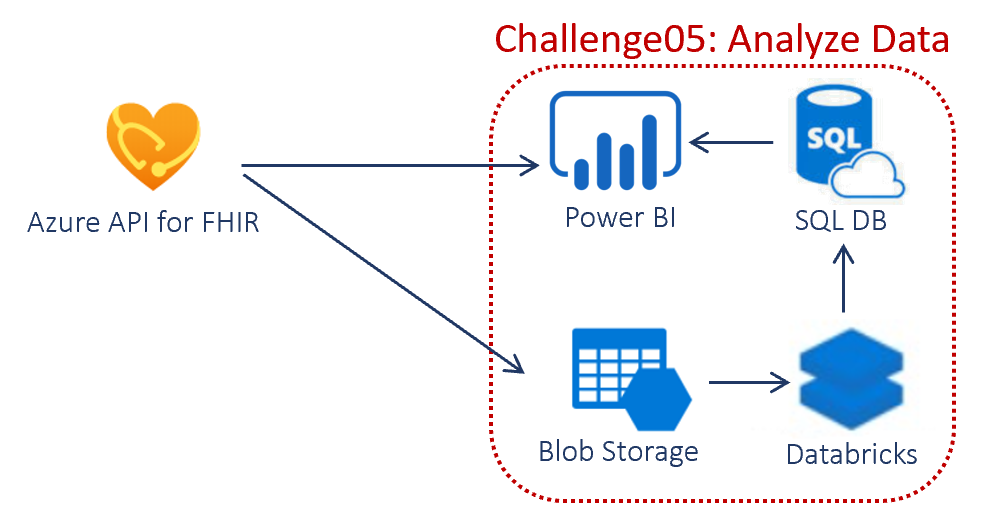 Challenge05: Analyze Data
SQL
Azure API for FHIR
Power BI
SQL DB
Blob Storage
Databricks